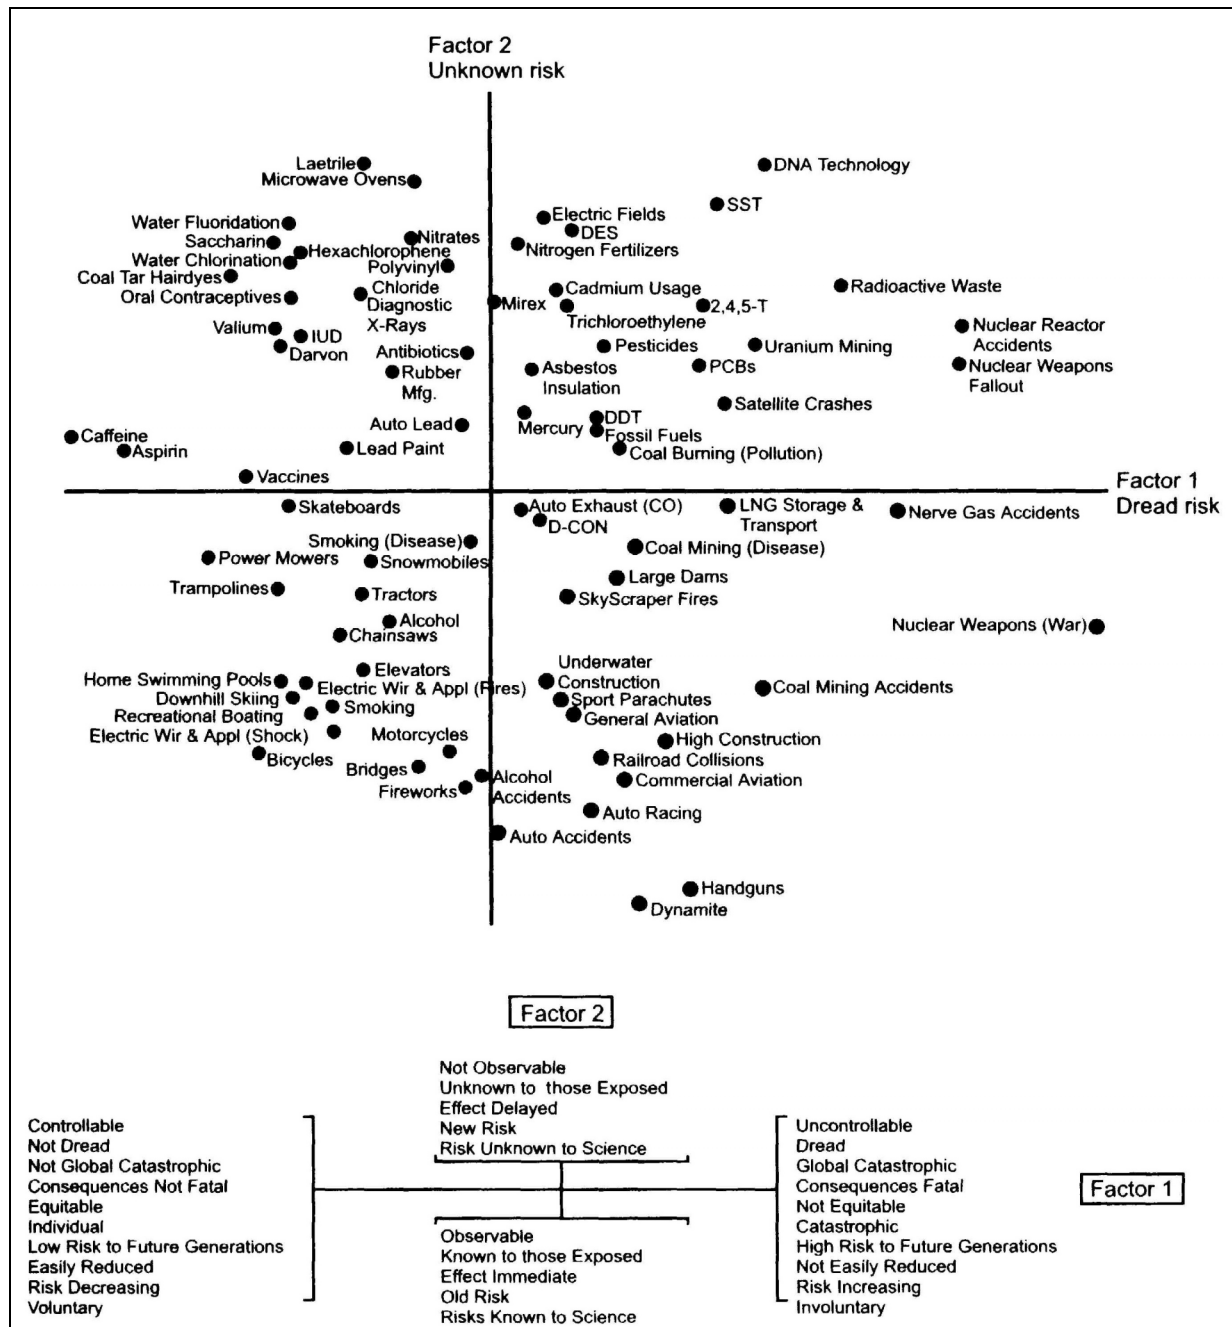 Factor 2
Unknown risk
Laetrile
Microwave Ovens
DNA Technology
SST
Water Fluoridation
Electric Fields
DES
Saccharin
Nitrates
Nitrogen Fertilizers
Hexachlorophene
Water Chlorination
Polyvinyl
Chloride
Coal Tar Hairdyes
Oral Contraceptives
Diagnostic
X-Rays
Mirex
Cadmium Usage
Trichloroethylene
2,4,5-T
Radioactive Waste
Valium
IUD
Darvon
Antibiotics
Rubber
Mfg.
Pesticides
Uranium Mining
Nuclear Reactor
Accidents
Asbestos
Insulation
PCBs
Nuclear Weapons
Fallout
Satellite Crashes
Auto Lead
Mercury
DDT
Fossil Fuels
Caffeine
Aspirin
Lead Paint
Coal Burning (Pollution)
Vaccines
Factor 1
Dread risk
Skateboards
Auto Exhaust (CO)
D-CON
LNG Storage &
Transport
Nerve Gas Accidents
Smoking (Disease)
Coal Mining (Disease)
Power Mowers
Snowmobiles
Large Dams
Trampolines
Tractors
SkyScraper Fires
Alcohol
Chainsaws
Nuclear Weapons (War)
Elevators
Underwater
Construction
Home Swimming Pools
Electric Wir & Appl (Fires)
Coal Mining Accidents
Downhill Skiing
Sport Parachutes
Smoking
Recreational Boating
General Aviation
Electric Wir & Appl (Shock)
Motorcycles
High Construction
Bicycles
Bridges
Railroad Collisions
Fireworks
Alcohol
Accidents
Commercial Aviation
Auto Racing
Auto Accidents
Handguns
Dynamite
Factor 2
Not Observable
Unknown to those Exposed
Effect Delayed
New Risk
Risk Unknown to Science
Controllable
Not Dread
Not Global Catastrophic
Consequences Not Fatal
Equitable
Individual
Low Risk to Future Generations
Easily Reduced
Risk Decreasing
Voluntary
Uncontrollable
Dread
Global Catastrophic
Consequences Fatal
Not Equitable
Catastrophic
High Risk to Future Generations
Not Easily Reduced
Risk Increasing
Involuntary
Factor 1
Observable
Known to those Exposed
Effect Immediate
Old Risk
Risks Known to Science